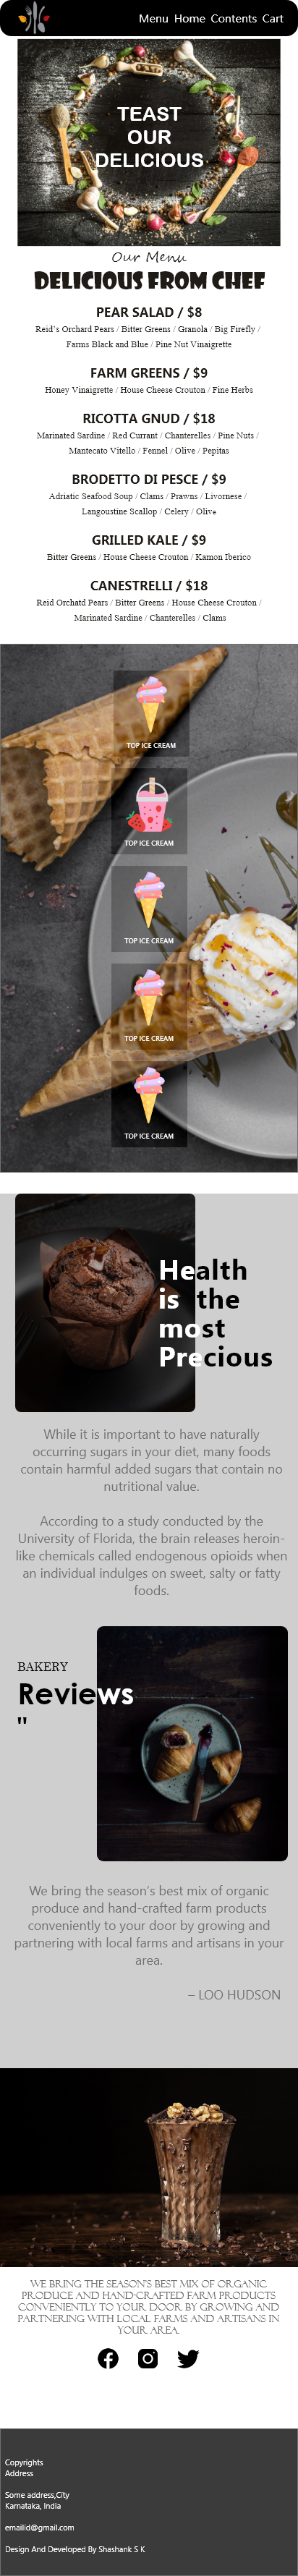 Menu Home Contents Cart
TEAST
OUR
DELICIOUS
Our Menu
DELICIOUS FROM CHEF
PEAR SALAD / $8
Reid's Orchard Pears / Bitter Greens / Granola / Big Firefly /
Farms Black and Blue / Pine Nut Vinaigrette
FARM GREENS / $9
Honey Vinaigrette / House Cheese Crouton / Fine Herbs
RICOTTA GNUD / $18
Marinated Sardine / Red Currant / Chanterelles / Pine Nuts /
Mantecato Vitello / Fennel / Olive / Pepitas
BRODETTO DI PESCE / $9
Adriatic Seafood Soup / Clams / Prawns / Livornese /
Langoustine Scallop / Celery / Olive
GRILLED KALE / $9
Bitter Greens / House Cheese Crouton / Kamon Iberico
CANESTRELLI / $18
Reid Orchatd Pears / Bitter Greens / House Cheese Crouton /
Marinated Sardine / Chanterelles / Clams
TOP ICE CREAM
TOP ICE CREAM
TOP ICE CREAM
TOP ICE CREAM
TOP ICE CREAM
Health
is the
most
Precious
While it is important to have naturally
occurring sugars in your diet, many foods
contain harmful added sugars that contain no
nutritional value.
According to a study conducted by the
University of Florida, the brain releases heroin-
like chemicals called endogenous opioids when
an individual indulges on sweet, salty or fatty
foods.
BAKERY
Reviews
"
We bring the season's best mix of organic
produce and hand-crafted farm products
conveniently to your door by growing and
partnering with local farms and artisans in your
area.
– LOO HUDSON
WE BRING THE SEASON'S BEST MIX OF ORGANIC
PRODUCE AND HAND-CRAFTED FARM PRODUCTS
CONVENIENTLY TO YOUR DOOR BY GROWING AND
PARTNERING WITH LOCAL FARMS AND ARTISANS IN
YOUR AREA.
Copyrights
Address
Some address,City
Karnataka, India
emailid@gmail.com
Design And Developed By Shashank S K